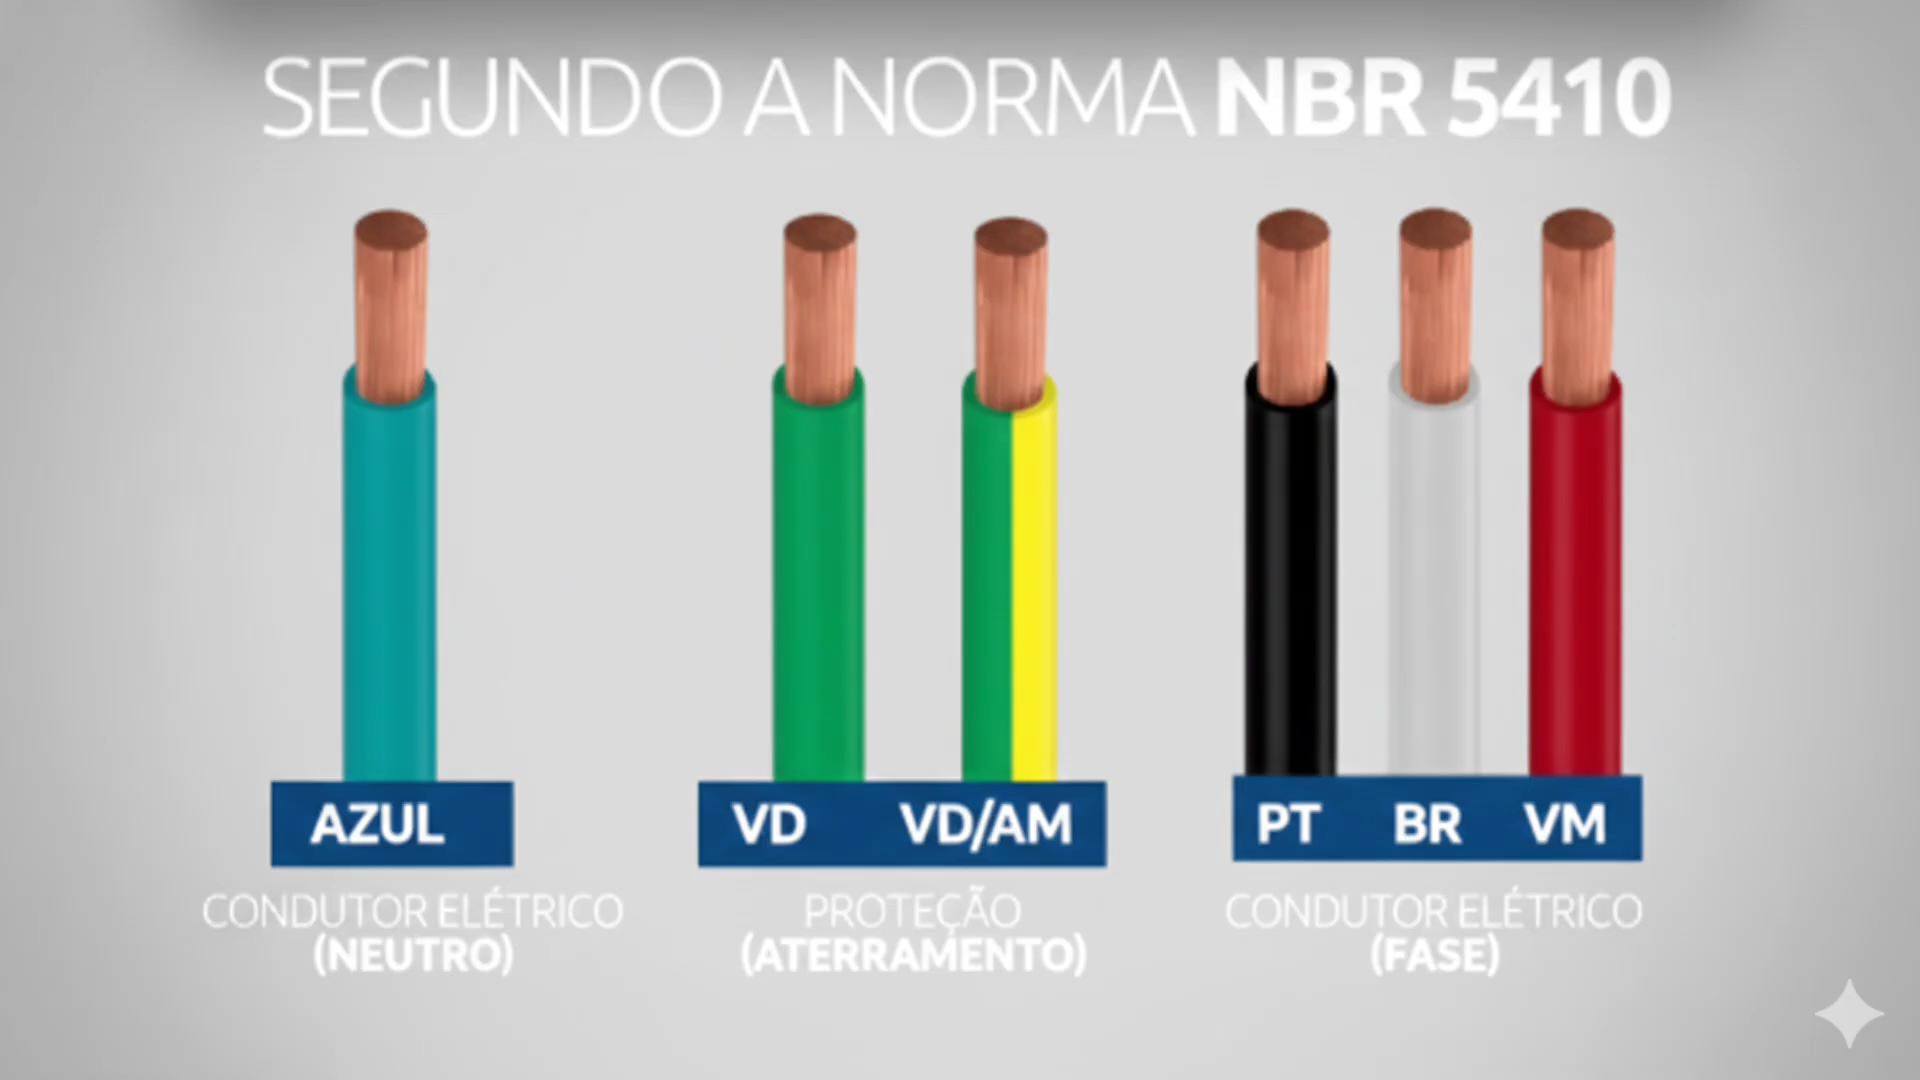 SEGUNDO A NORMA NBR 5410
AZUL
VD VD/AM
PT BR VM
CONDUTOR ELÉTRICO
(NEUTRO)
PROTEÇÃO
(ATERRAMENTO)
CONDUTOR ELÉTRICO
(FASE)